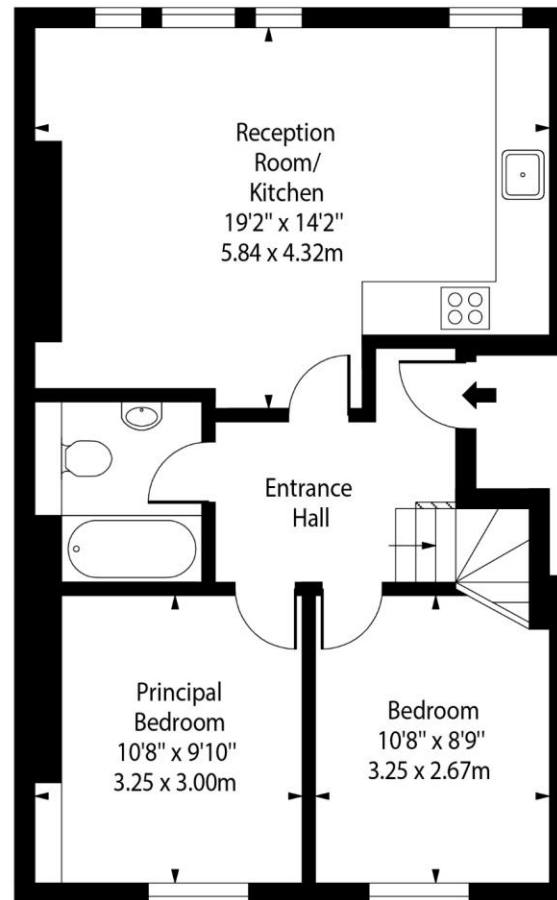 Reception
Room/
Kitchen
19'2" x 14'2"
5.84 x 4.32m
Entrance
Hall
Principal
Bedroom
10'8" x 9'10"
3.25 x 3.00m
Bedroom
10'8" x 8'9"
3.25 x 2.67m